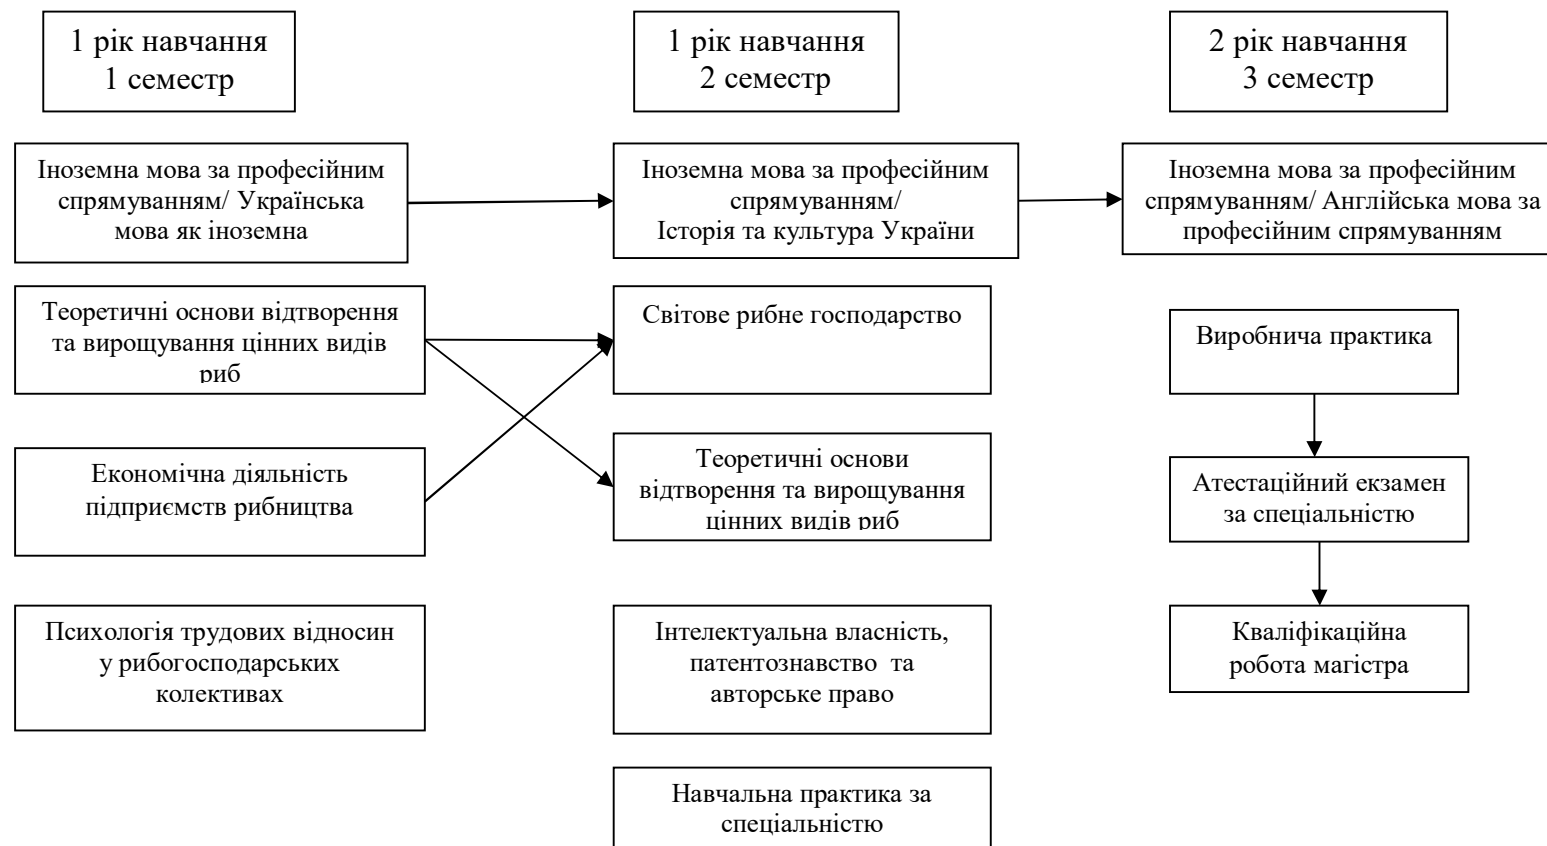 1 рік навчання
1 семестр
1 рік навчання
2 семестр
2 рік навчання
3 семестр
Іноземна мова за професійним
спрямуванням/ Українська
мова як іноземна
Іноземна мова за професійним
спрямуванням/
Історія та культура України
Іноземна мова за професійним
спрямуванням/ Англійська мова за
професійним спрямуванням
Теоретичні основи відтворення
та вирощування цінних видів
риб
Світове рибне господарство
Виробнича практика
Економічна діяльність
підприємств рибництва
Теоретичні основи
відтворення та вирощування
цінних видів риб
Атестаційний екзамен
за спеціальністю
Психологія трудових відносин
у рибогосподарських
колективах
Інтелектуальна власність,
патентознавство та
авторське право
Кваліфікаційна
робота магістра
Навчальна практика за
спеціальністю